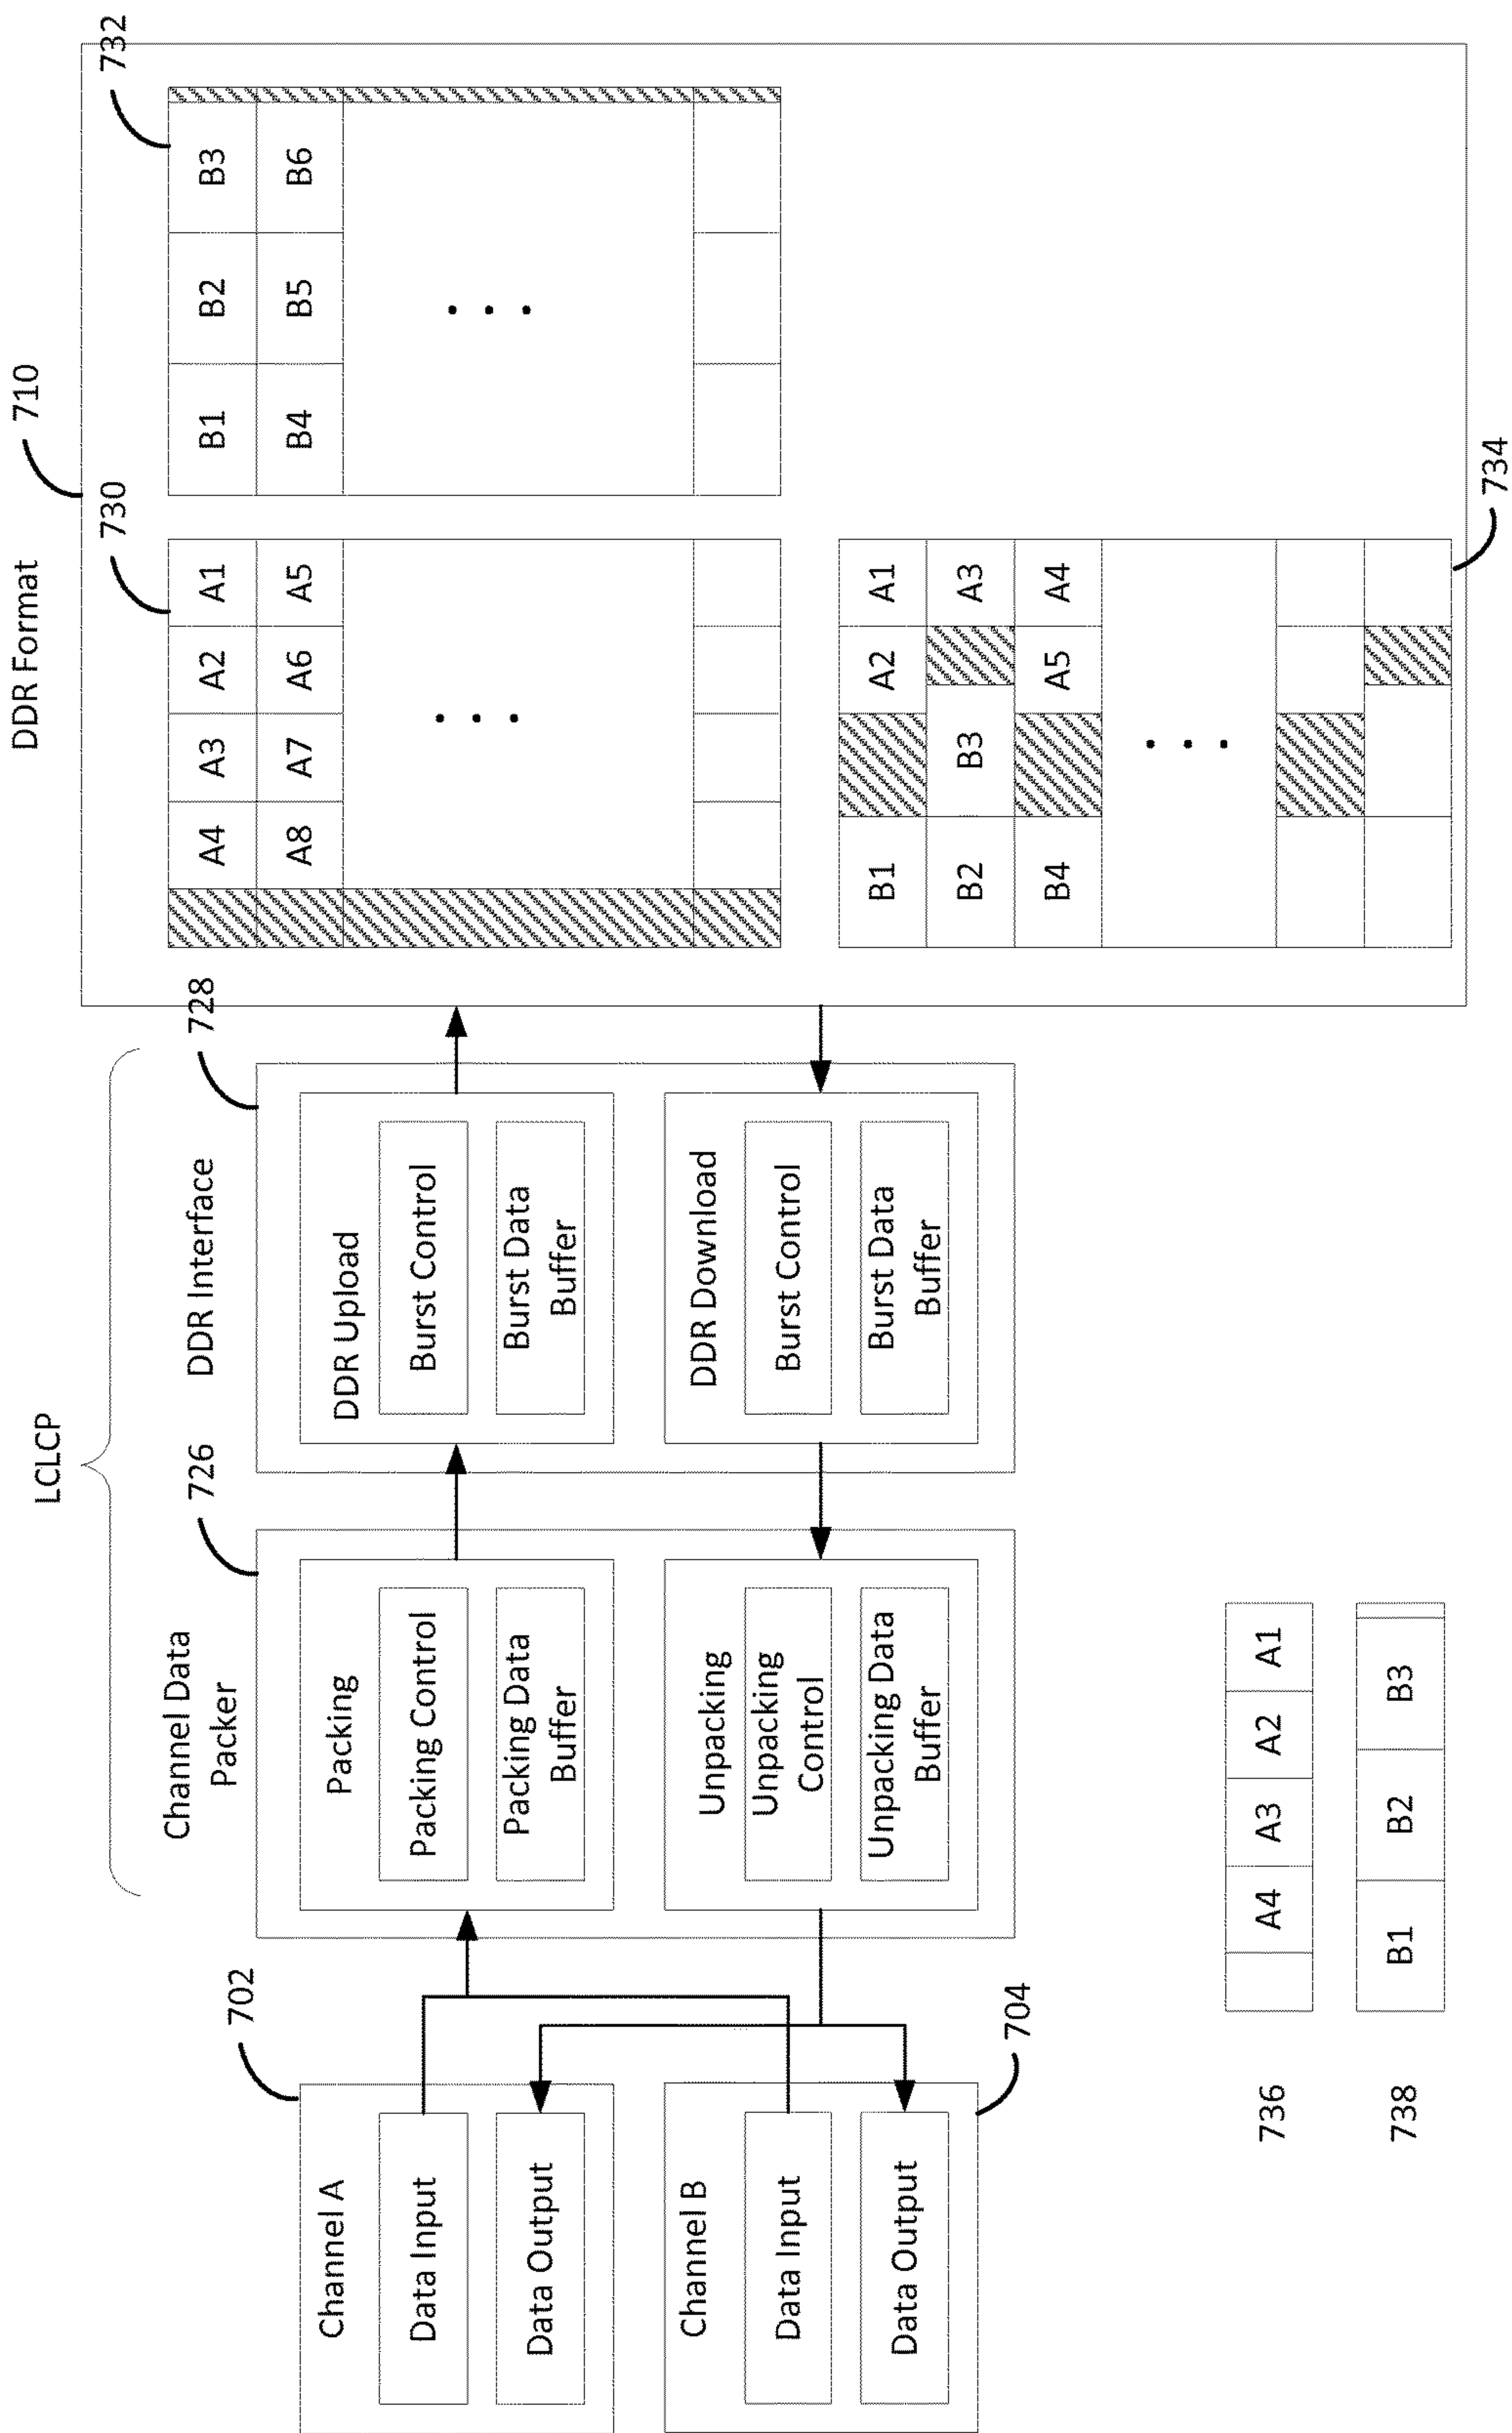 LCLCP
DDR Format
710
702
Channel A
Data Input
Data Output
704
Channel B
Data Input
Data Output
Channel Data
Packer
726
Packing
Packing Control
Packing Data
Buffer
Unpacking
Unpacking
Control
Unpacking Data
Buffer
DDR Interface
728
DDR Upload
Burst Control
Burst Data
Buffer
DDR Download
Burst Control
Burst Data
Buffer
730
A4 A3 A2 A1
A8 A7 A6 A5
• • •
732
B1 B2 B3
B4 B5 B6
• • •
B1 A2 A1
B2 B3 A3
B4 A5 A4
• • •
734
736 A4 A3 A2 A1
738 B1 B2 B3